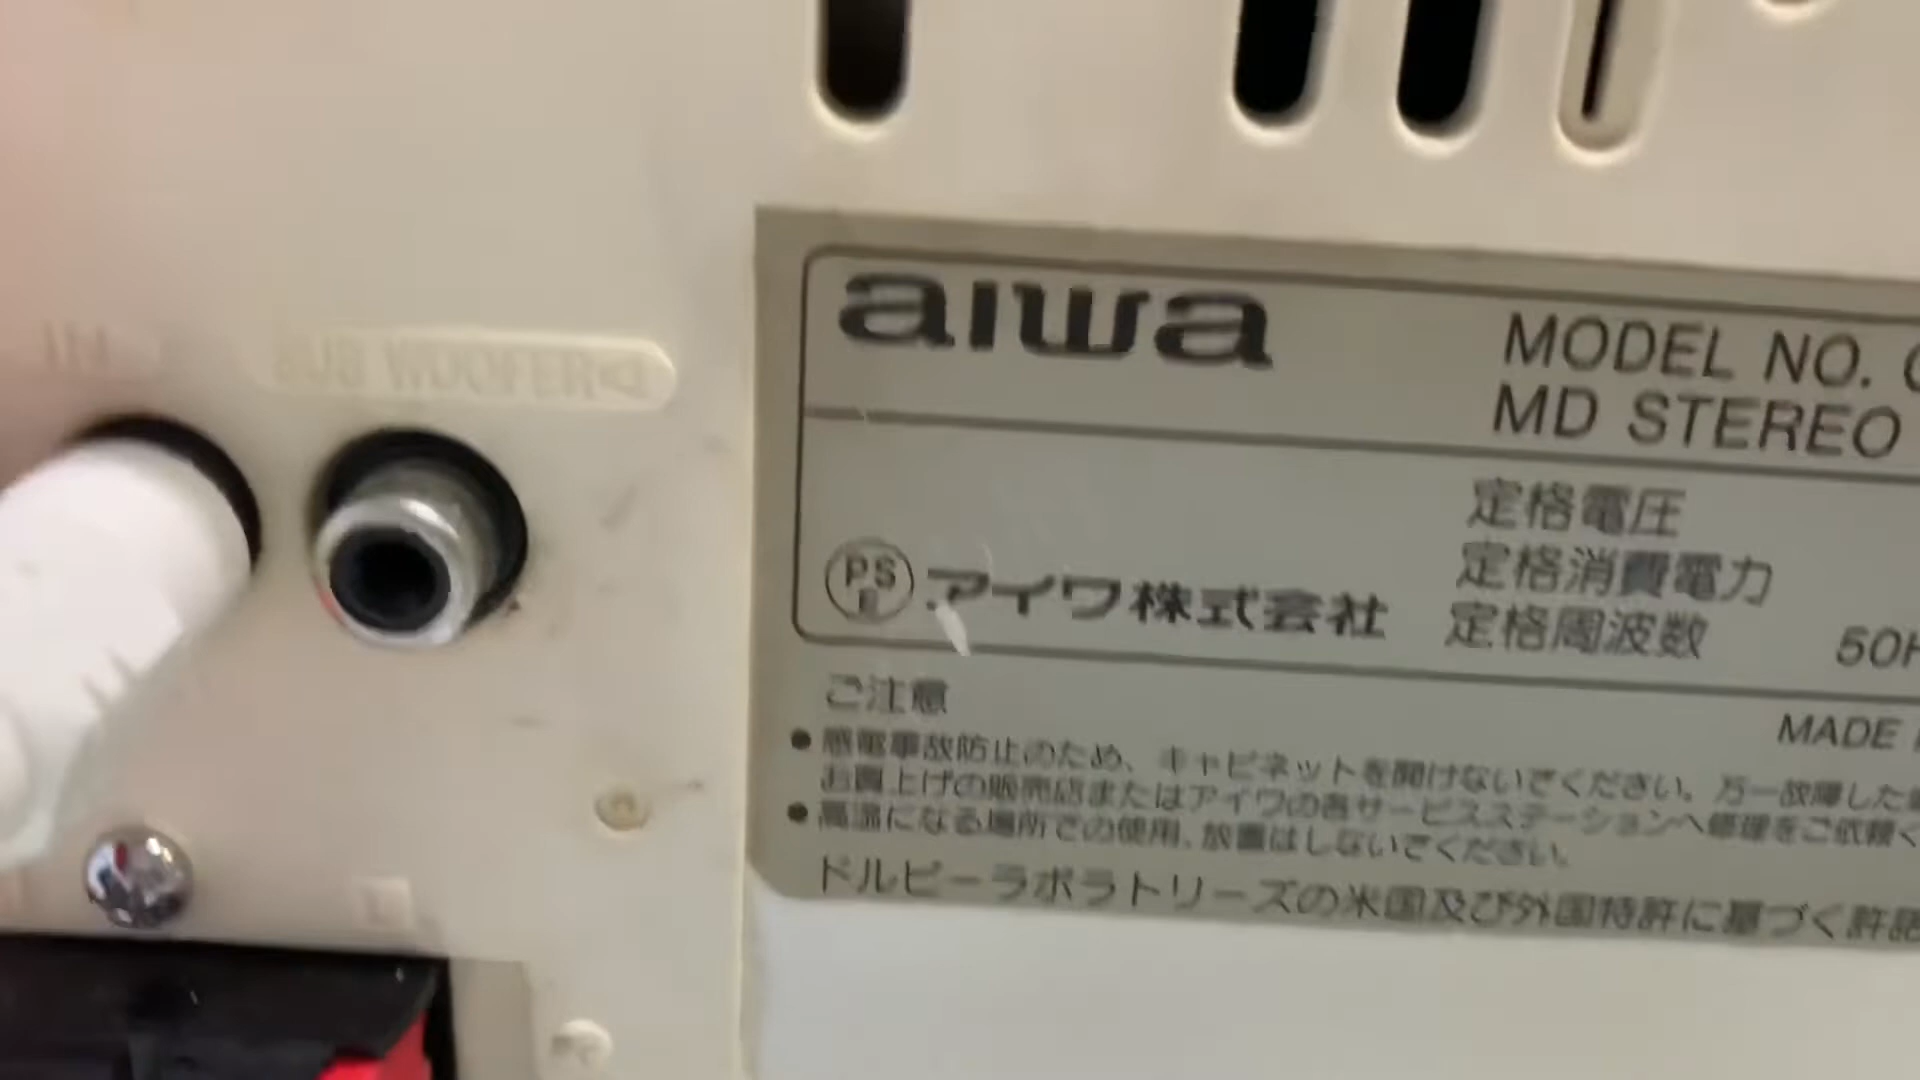 SUB WOOFER
aiwa
MODEL NO.
MD STEREO
定格電圧
定格消費電力
定格周波数
50H
PS
E
アイワ株式会社
MADE
ご注意
● 感電事故防止のため、キャビネットを開けないでください。万一故障した
お買上げの販売店またはアイワの各サービスステーションへ修理をご依頼く
● 高温になる場所での使用、放置はしないでください。
ドルビーラボラトリーズの米国及び外国特許に基づく許諾